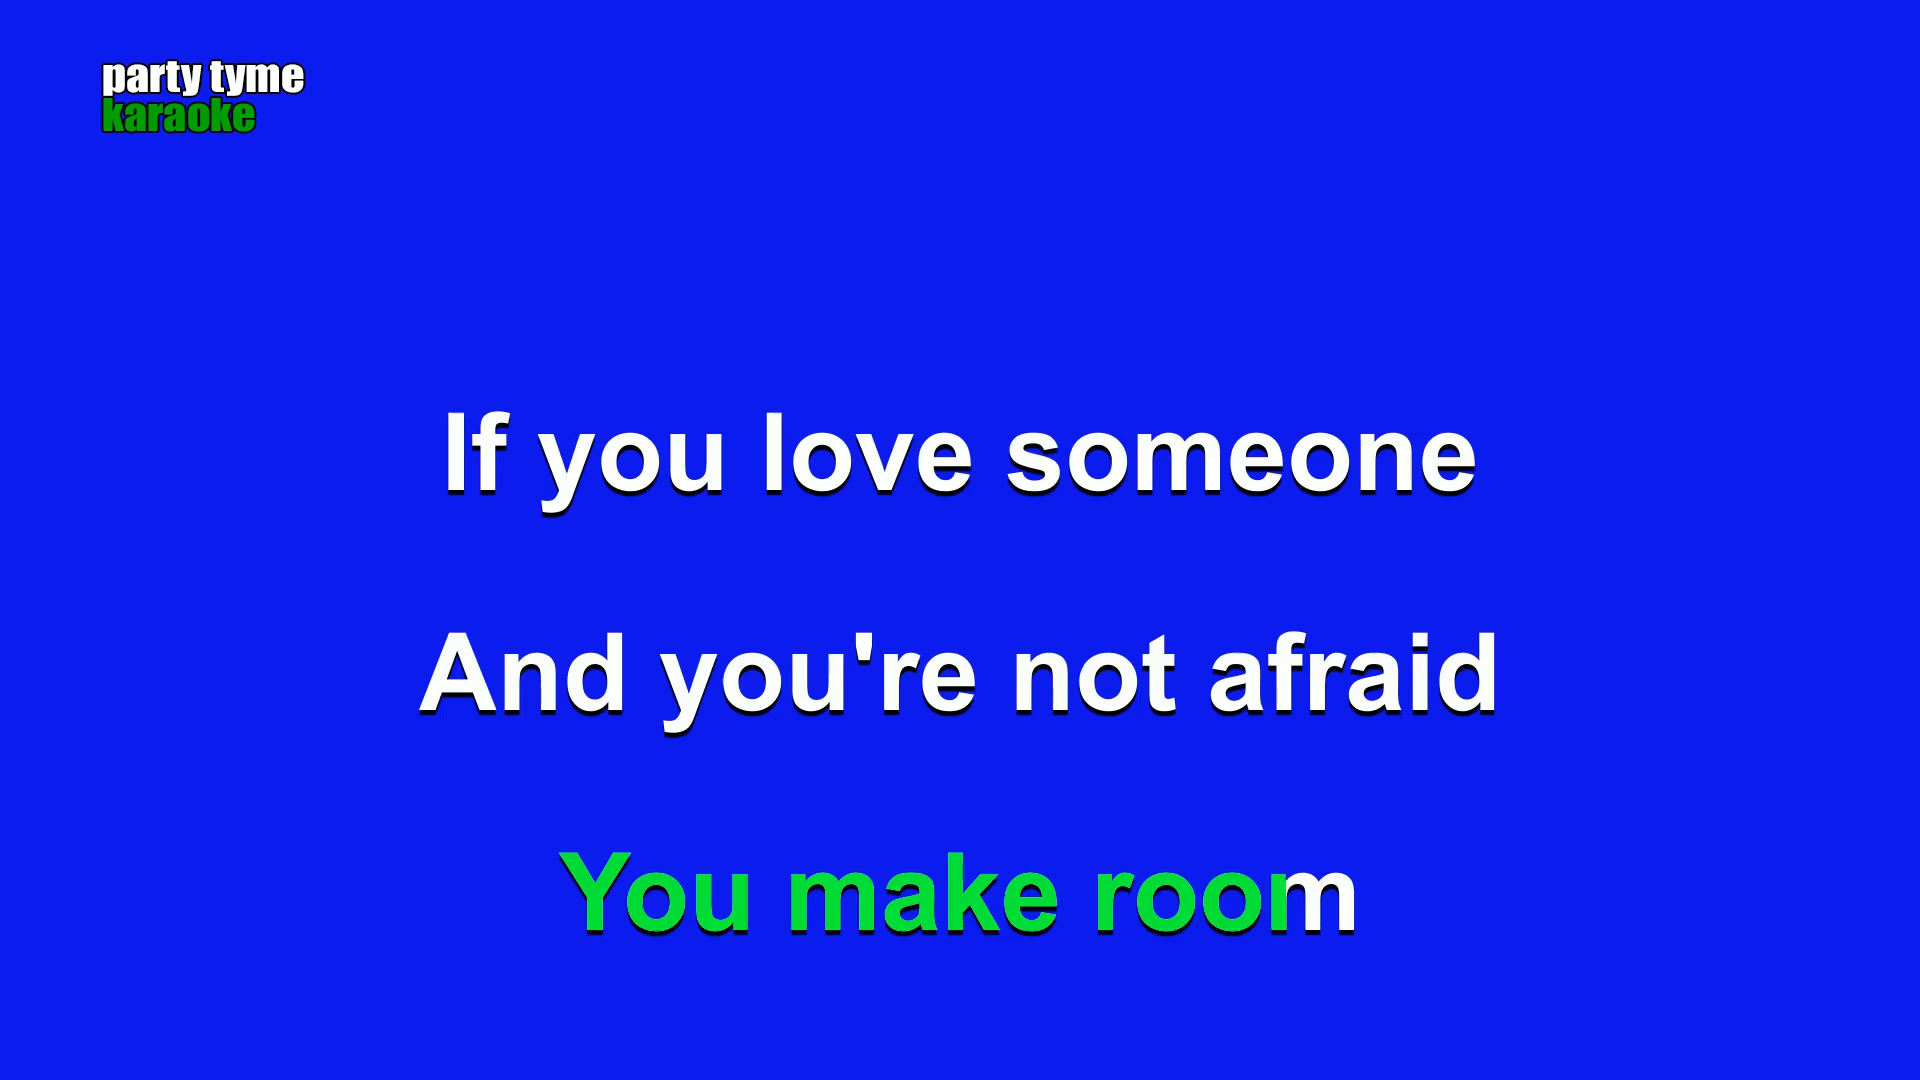 party tyme
karaoke
If you love someone
And you're not afraid
You make room